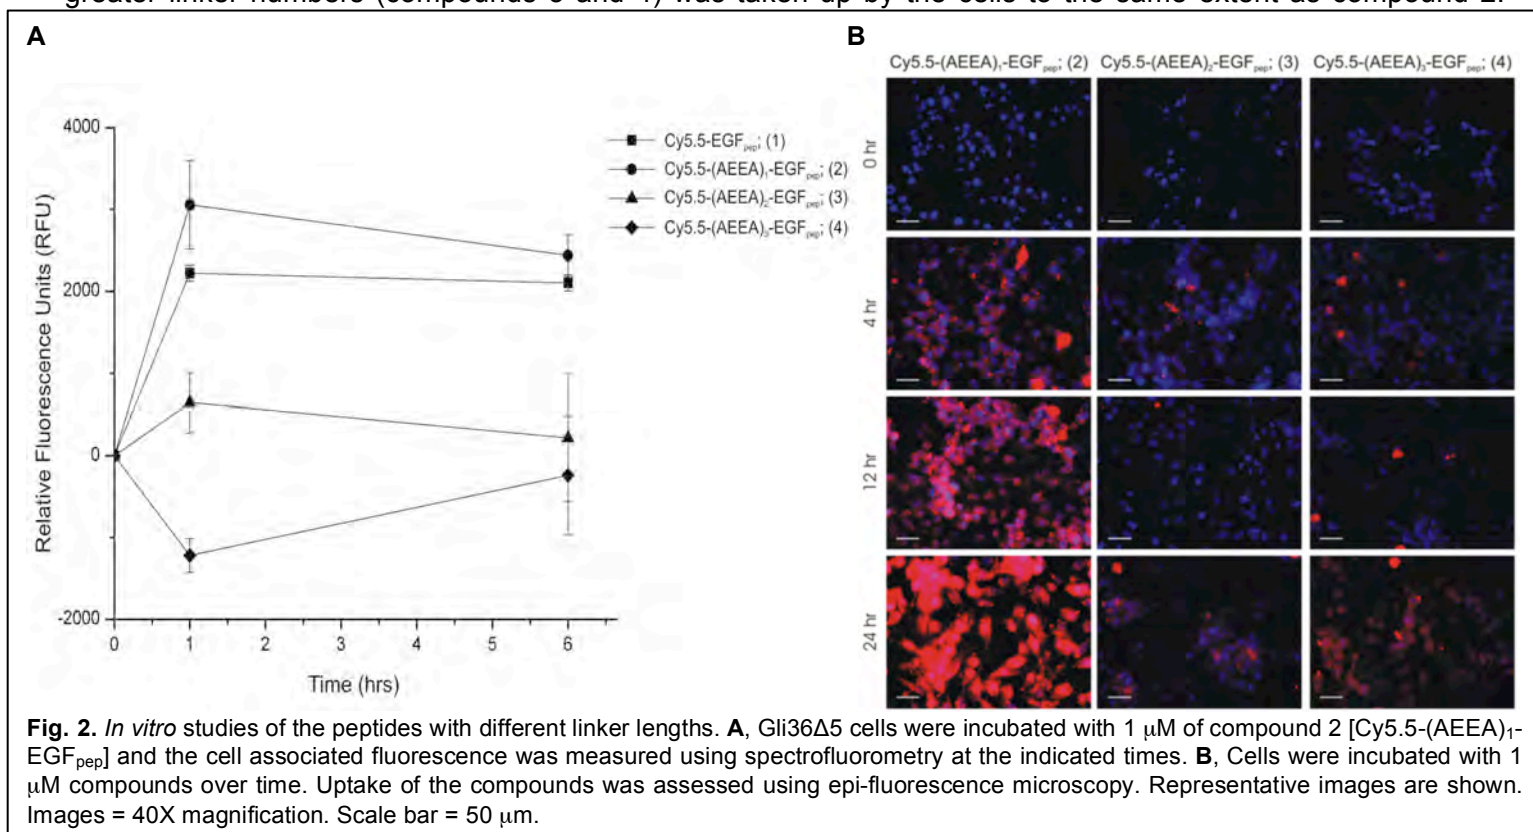 greater linker numbers (compounds 3 and 4) was taken up by the cells to the same extent as compound 2.
A
4000
2000
0
-2000
Relative Fluorescence Units (RFU)
0 1 2 3 4 5 6
Time (hrs)
Cy5.5-EGFpep; (1)
Cy5.5-(AEEA)1-EGFpep; (2)
Cy5.5-(AEEA)2-EGFpep; (3)
Cy5.5-(AEEA)3-EGFpep; (4)
B
Cy5.5-(AEEA)1-EGFpep; (2) Cy5.5-(AEEA)2-EGFpep; (3) Cy5.5-(AEEA)3-EGFpep; (4)
0 hr
4 hr
12 hr
24 hr
Fig. 2. In vitro studies of the peptides with different linker lengths. A, Gli36Δ5 cells were incubated with 1 μM of compound 2 [Cy5.5-(AEEA)1-
EGFpep] and the cell associated fluorescence was measured using spectrofluorometry at the indicated times. B, Cells were incubated with 1
μM compounds over time. Uptake of the compounds was assessed using epi-fluorescence microscopy. Representative images are shown.
Images = 40X magnification. Scale bar = 50 μm.